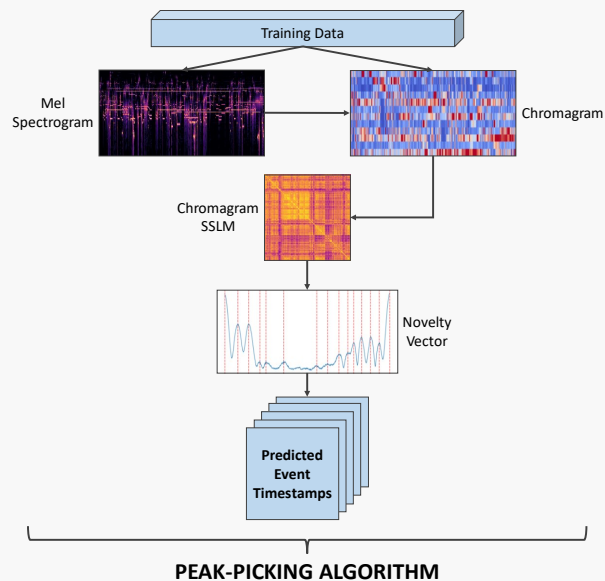 Training Data
Mel
Spectrogram
Chromagram
Chromagram
SSLM
Novelty
Vector
Predicted
Event
Timestamps
PEAK-PICKING ALGORITHM